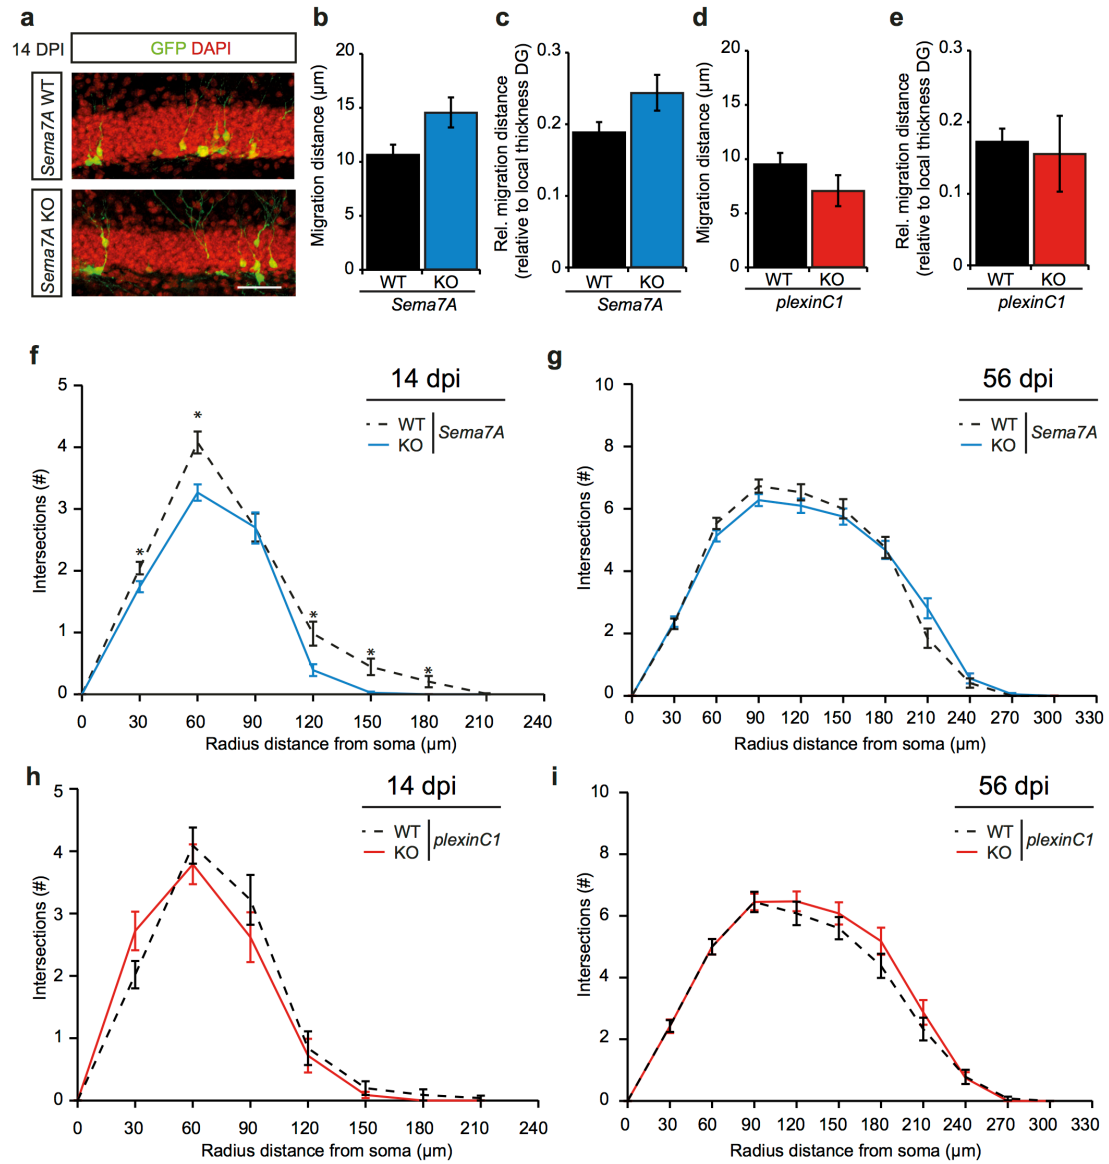 a
14 DPI
GFP DAPI
Sema7A WT
Sema7A KO
b
Migration distance (µm)
20
15
10
5
0
WT KO
Sema7A
c
Rel. migration distance
(relative to local thickness DG)
0.3
0.2
0.1
0
WT KO
Sema7A
d
Migration distance (µm)
20
15
10
5
0
WT KO
plexinC1
e
Rel. migration distance
(relative to local thickness DG)
0.3
0.2
0.1
0
WT KO
plexinC1
f
14 dpi
WT
KO
Sema7A
Intersections (#)
5
4
3
2
1
0
*
*
*
*
*
0 30 60 90 120 150 180 210 240
Radius distance from soma (µm)
g
56 dpi
WT
KO
Sema7A
Intersections (#)
10
8
6
4
2
0
0 30 60 90 120 150 180 210 240 270 300 330
Radius distance from soma (µm)
h
14 dpi
WT
KO
plexinC1
Intersections (#)
5
4
3
2
1
0
0 30 60 90 120 150 180 210 240
Radius distance from soma (µm)
i
56 dpi
WT
KO
plexinC1
Intersections (#)
10
8
6
4
2
0
0 30 60 90 120 150 180 210 240 270 300 330
Radius distance from soma (µm)